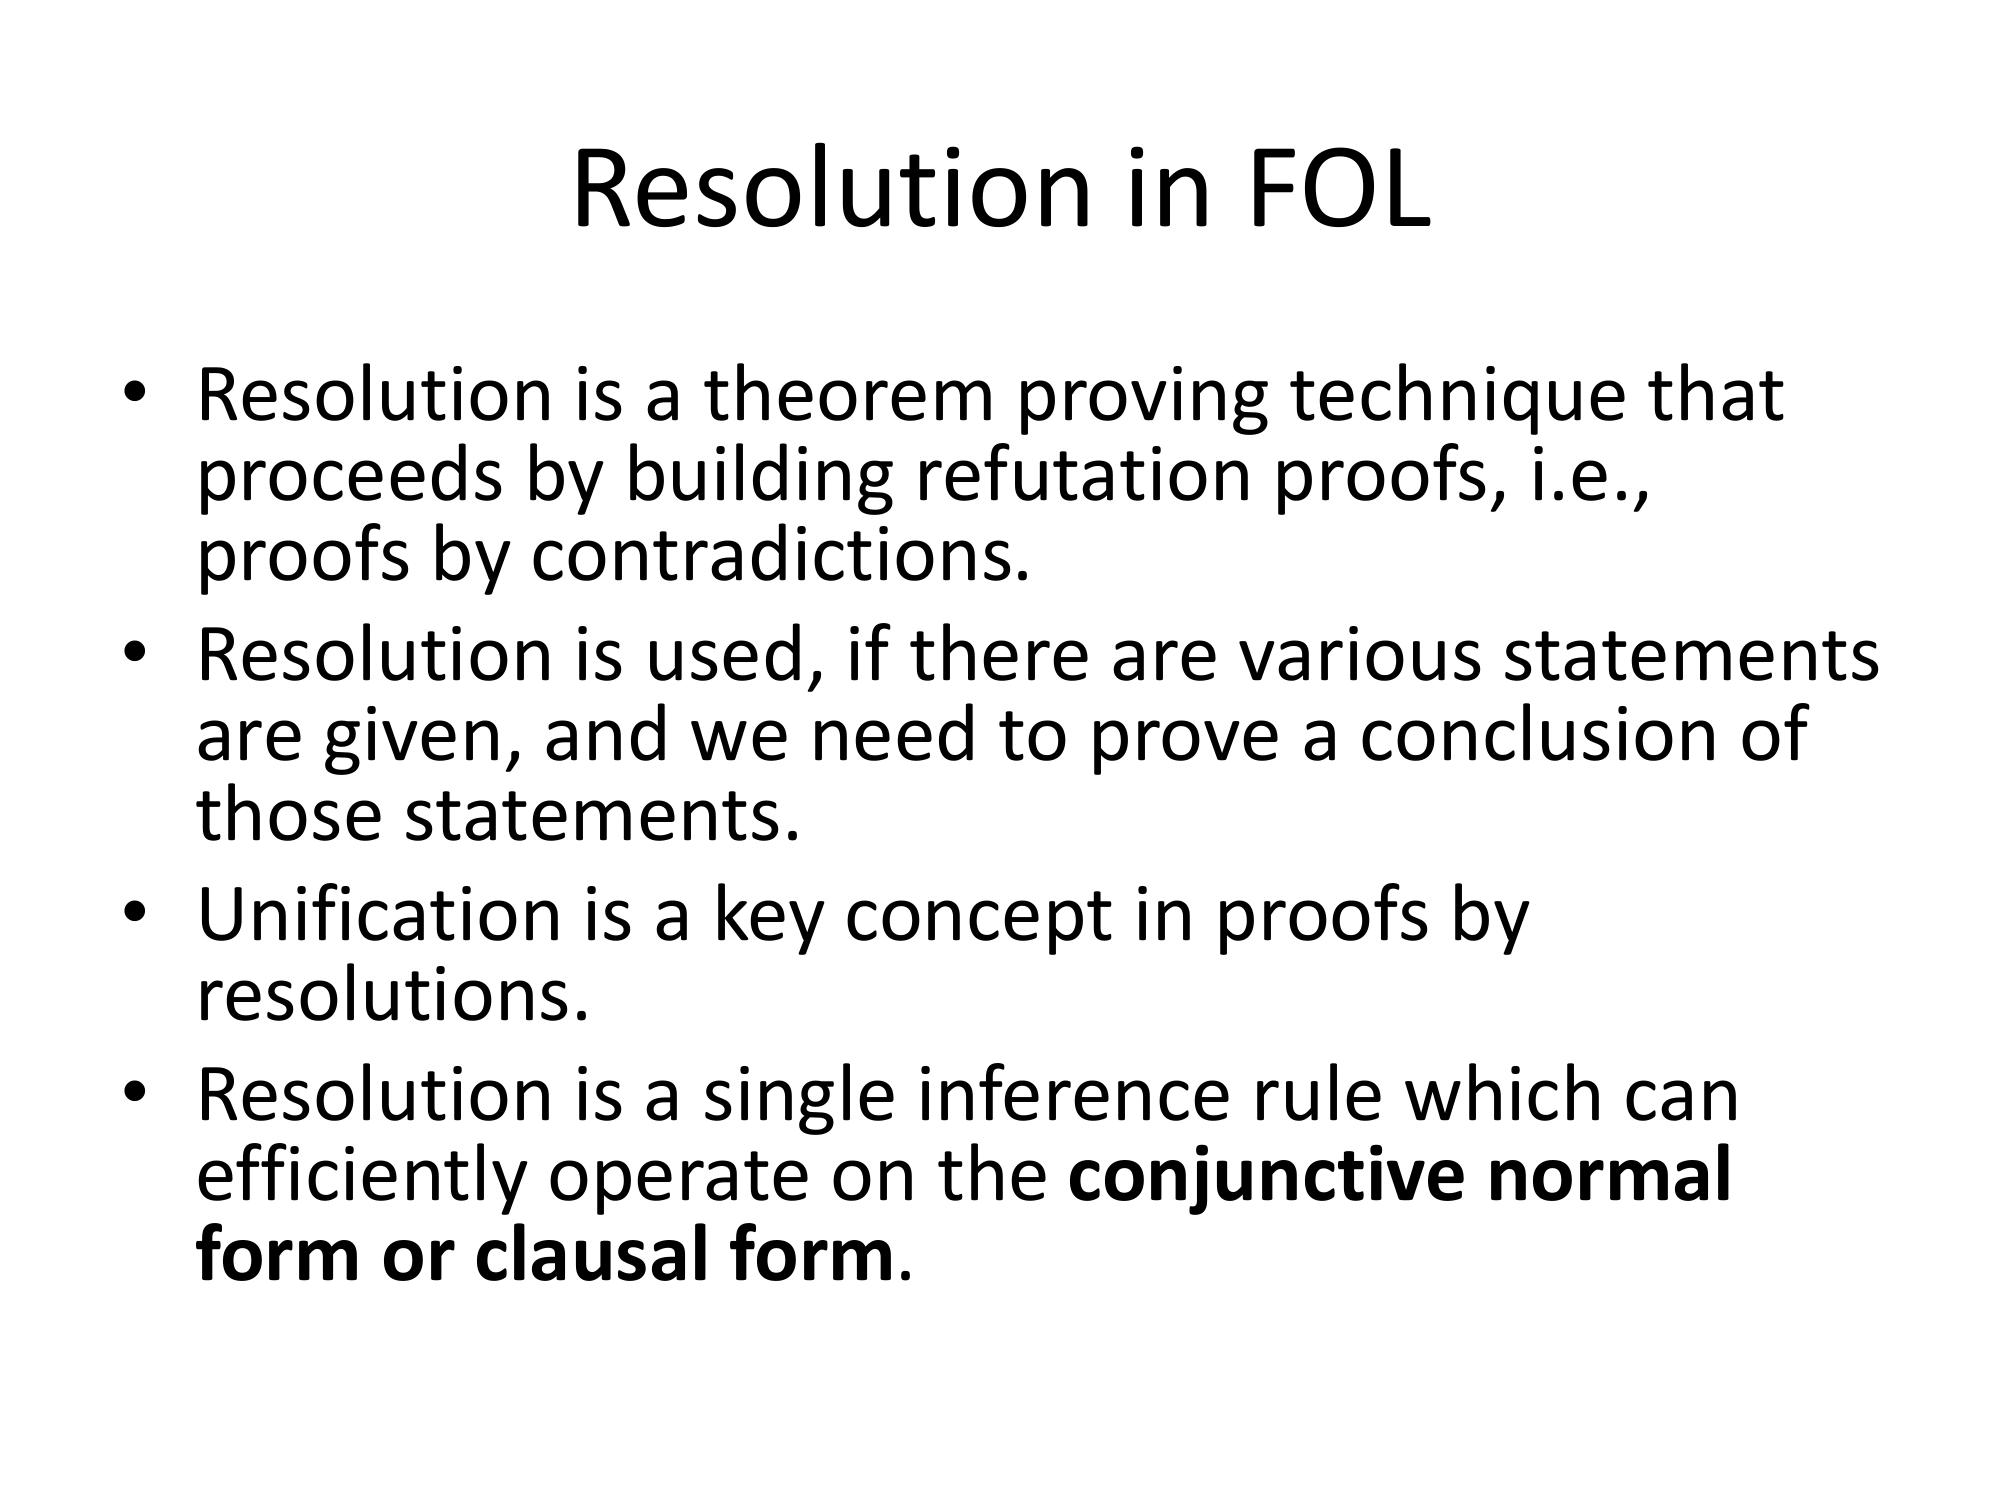 Resolution in FOL
• Resolution is a theorem proving technique that
proceeds by building refutation proofs, i.e.,
proofs by contradictions.
• Resolution is used, if there are various statements
are given, and we need to prove a conclusion of
those statements.
• Unification is a key concept in proofs by
resolutions.
• Resolution is a single inference rule which can
efficiently operate on the conjunctive normal
form or clausal form.